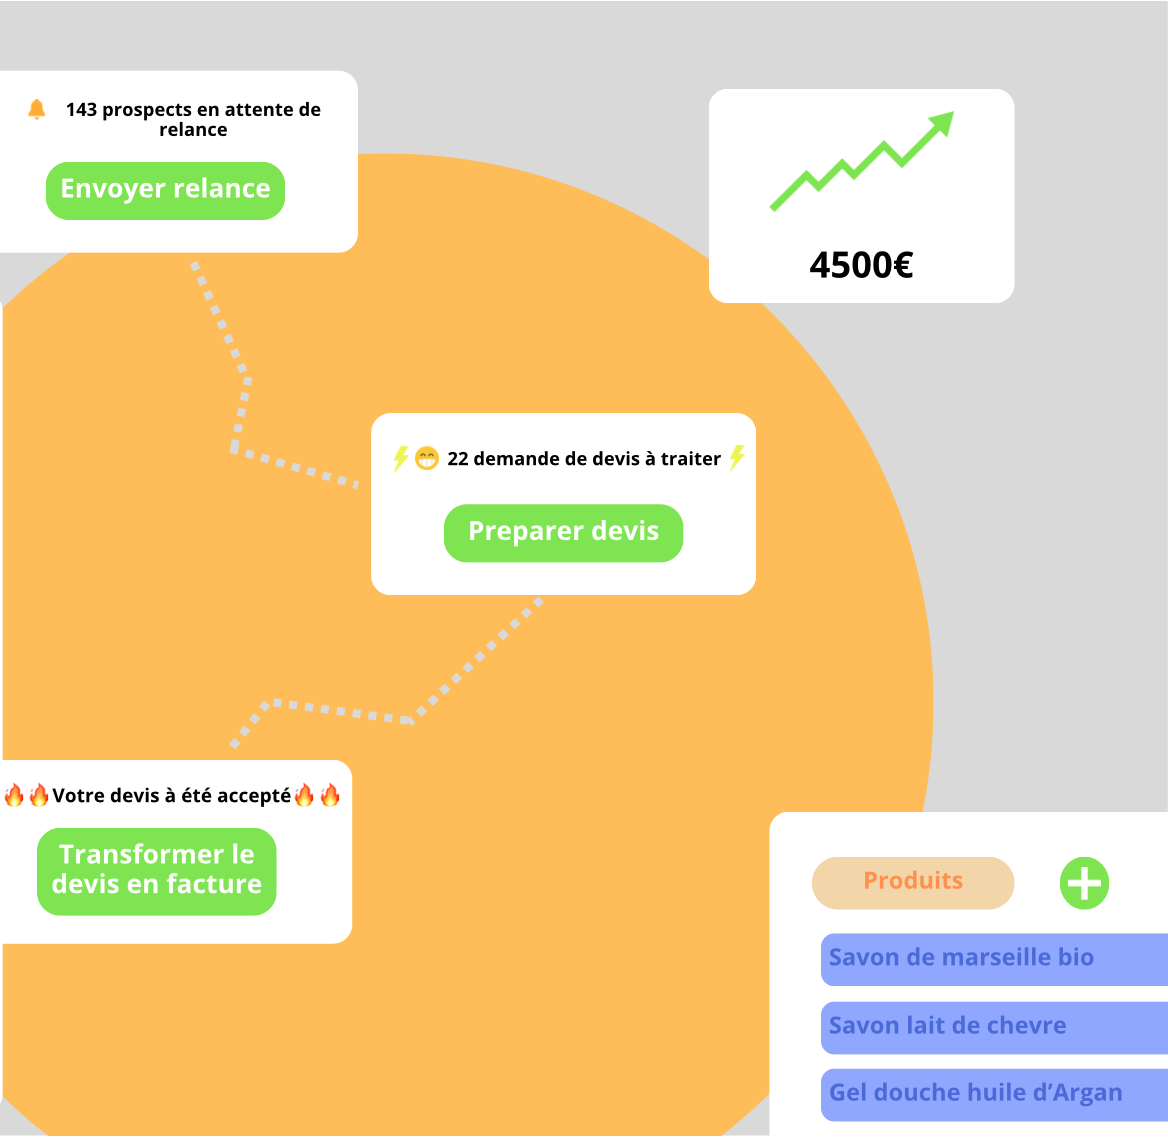 143 prospects en attente de
relance
Envoyer relance
4500€
22 demande de devis à traiter
Preparer devis
Votre devis à été accepté
Transformer le
devis en facture
Produits
Savon de marseille bio
Savon lait de chevre
Gel douche huile d’Argan